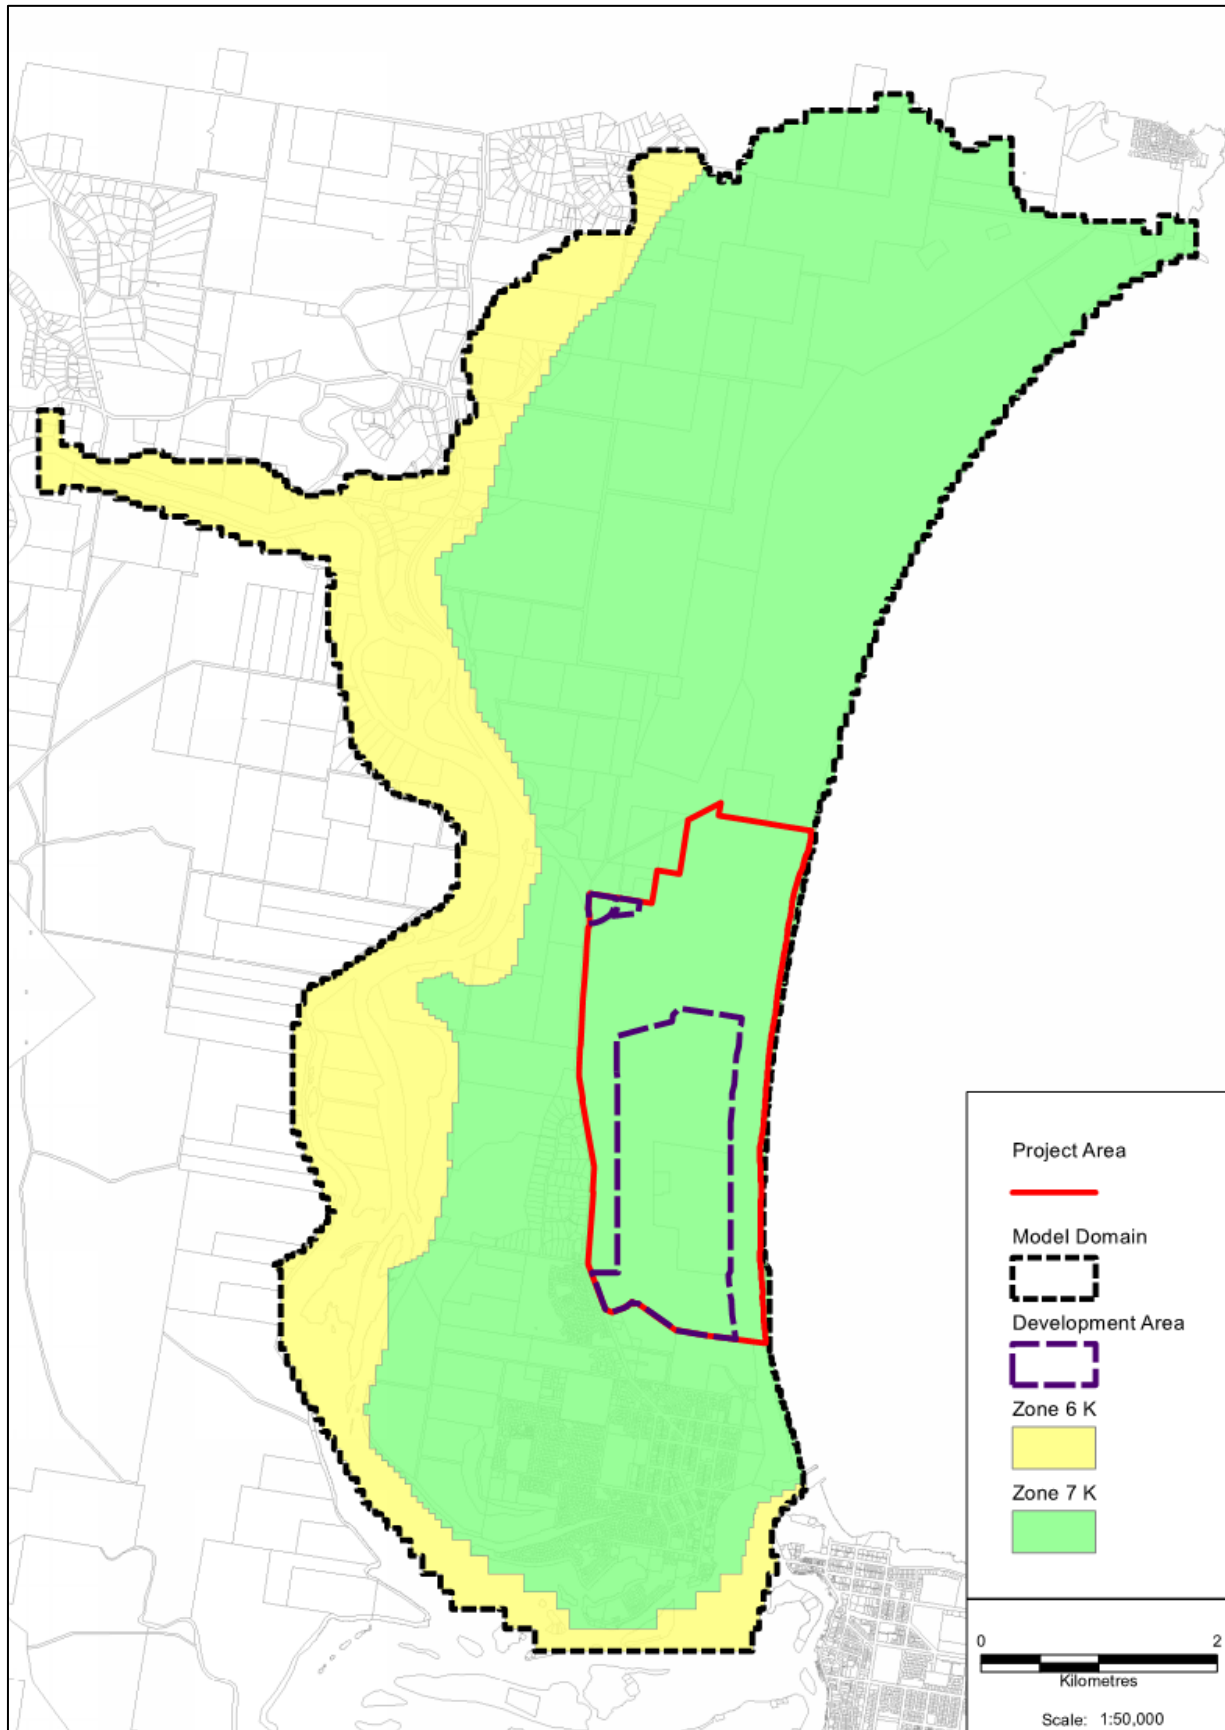 Project Area
Model Domain
Development Area
Zone 6 K
Zone 7 K
0 2
Kilometres
Scale: 1:50,000